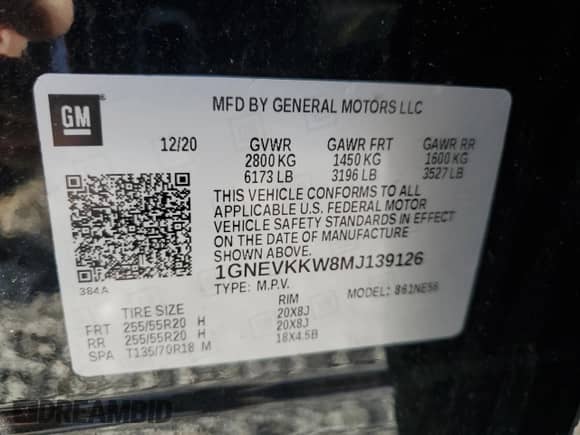 GM
MFD BY GENERAL MOTORS LLC
12/20 GVWR GAWR FRT GAWR RR
2800 KG 1450 KG 1600 KG
6173 LB 3196 LB 3527 LB
THIS VEHICLE CONFORMS TO ALL
APPLICABLE U.S. FEDERAL MOTOR
VEHICLE SAFETY STANDARDS IN EFFECT
ON THE DATE OF MANUFACTURE
SHOWN ABOVE.
384A 1GNEVKKW8MJ139126
TYPE: M.P.V. MODEL: 861NE56
TIRE SIZE RIM
FRT 255/55R20 H 20X8J
RR 255/55R20 H 20X8J
SPA T135/70R18 M 18X4.5B
DREAMBID